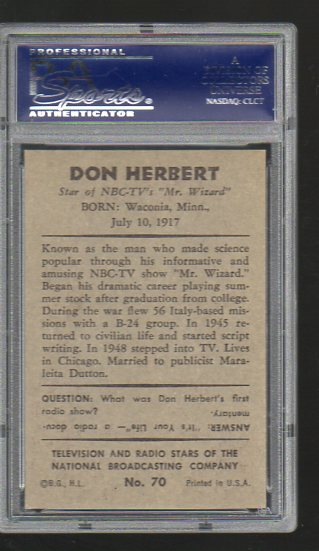 PROFESSIONAL
PSA
Sports
AUTHENTICATOR
A
DIVISION OF
COLLECTORS
UNIVERSE
NASDAQ: CLCT
DON HERBERT
Star of NBC-TV's "Mr. Wizard"
BORN: Waconia, Minn.,
July 10, 1917
Known as the man who made science
popular through his informative and
amusing NBC-TV show "Mr. Wizard."
Began his dramatic career playing sum-
mer stock after graduation from college.
During the war flew 56 Italy-based mis-
sions with a B-24 group. In 1945 re-
turned to civilian life and started script
writing. In 1948 stepped into TV. Lives
in Chicago. Married to publicist Mara-
leita Dutton.
QUESTION: What was Don Herbert's first
radio show?
ANSWER: "It's Your Life" — a radio docu-
mentary.
TELEVISION AND RADIO STARS OF THE
NATIONAL BROADCASTING COMPANY
©B.G., H.L. No. 70 Printed in U.S.A.